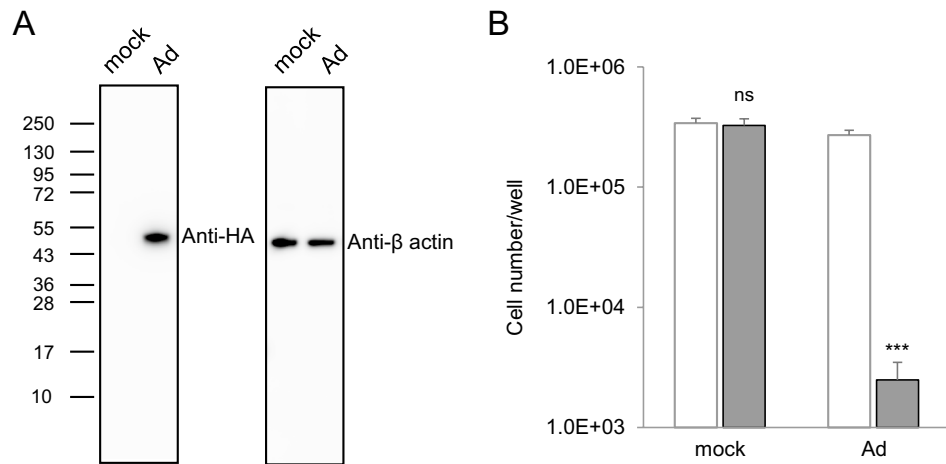 A
mock Ad mock Ad
250
130
95
72
55
43
36
28
17
10
Anti-HA
Anti-β actin
B
1.0E+06
1.0E+05
1.0E+04
1.0E+03
Cell number/well
ns
***
mock Ad